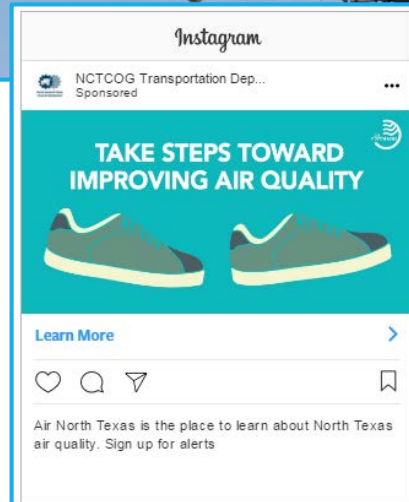 Instagram
NCTCOG Transportation Dep...
Sponsored
TAKE STEPS TOWARD
IMPROVING AIR QUALITY
Learn More
Air North Texas is the place to learn about North Texas
air quality. Sign up for alerts